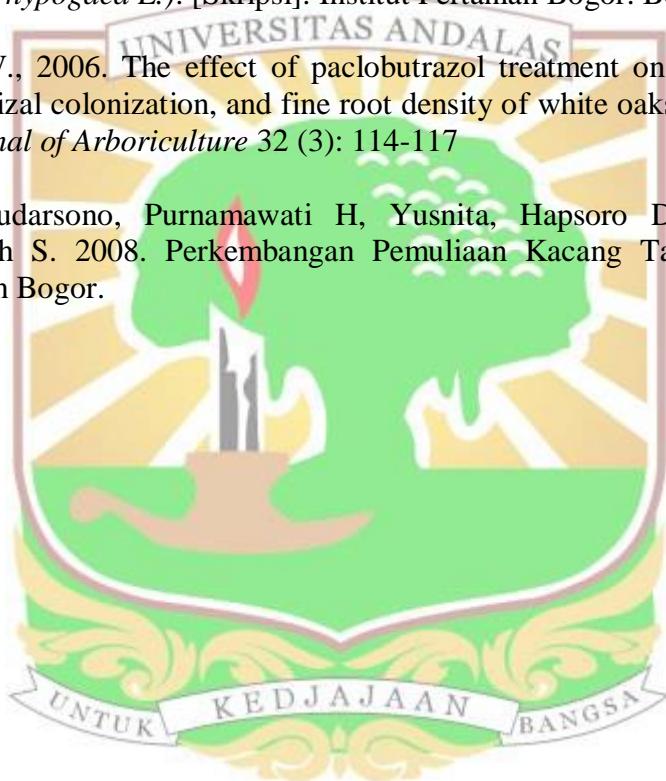 hypogaea L.). [Skripsi]. Institut Pertanian Bogor. B
UNIVERSITAS ANDALAS
V., 2006. The effect of paclobutrazol treatment on
izal colonization, and fine root density of white oaks
nal of Arboriculture 32 (3): 114-117
udarsono, Purnamawati H, Yusnita, Hapsoro D
h S. 2008. Perkembangan Pemuliaan Kacang Ta
n Bogor.
UNTUK KEDJAJAAN BANGSA